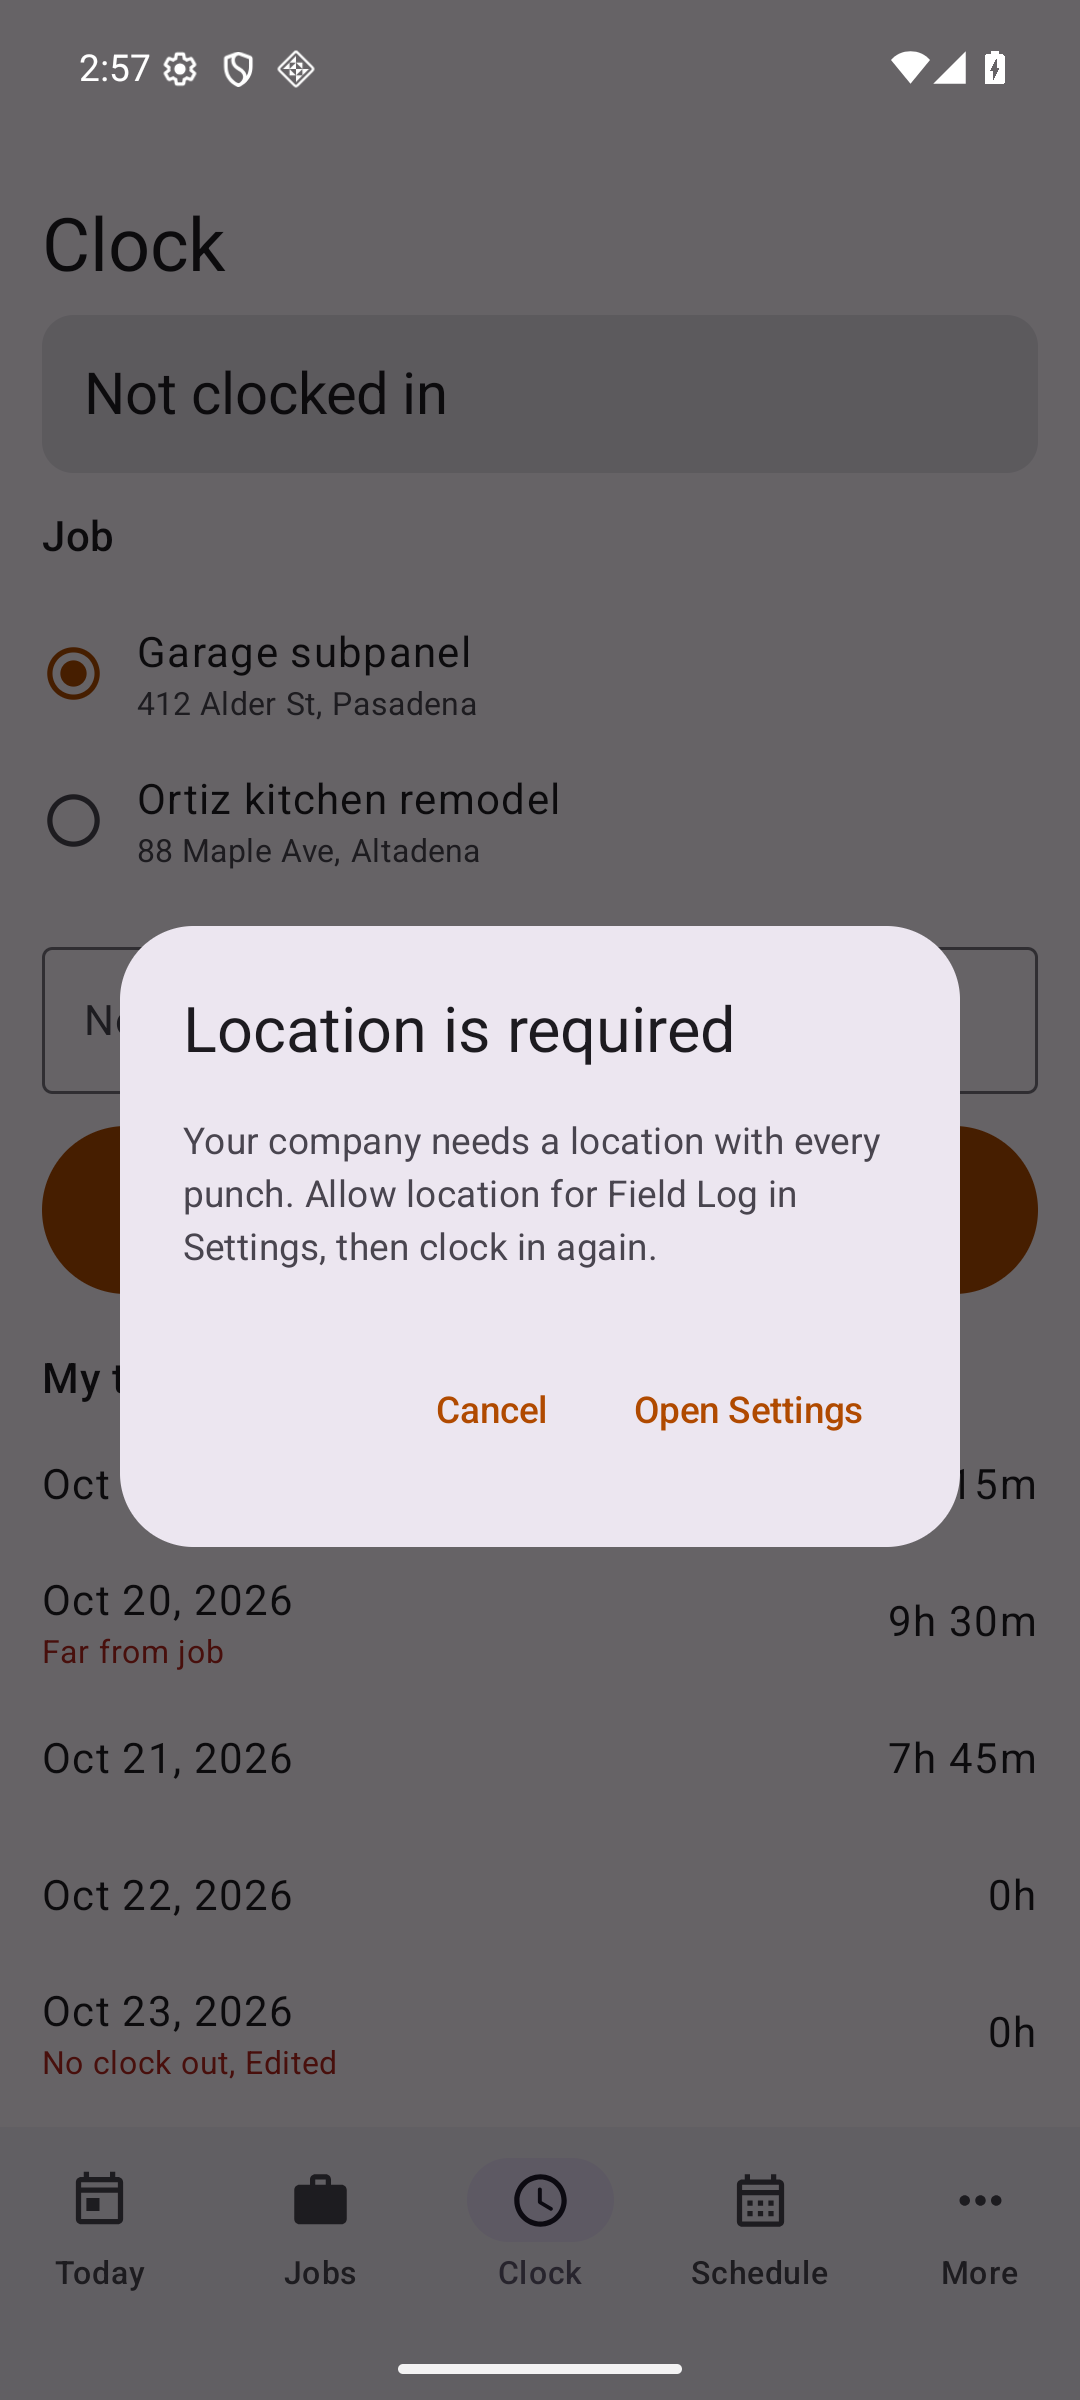 2:57
Clock
Not clocked in
Job
Garage subpanel
412 Alder St, Pasadena
Ortiz kitchen remodel
88 Maple Ave, Altadena
Location is required
Your company needs a location with every
punch. Allow location for Field Log in
Settings, then clock in again.
Cancel
Open Settings
My
Oct
15m
Oct 20, 2026
9h 30m
Far from job
Oct 21, 2026
7h 45m
Oct 22, 2026
0h
Oct 23, 2026
0h
No clock out, Edited
Today
Jobs
Clock
Schedule
More